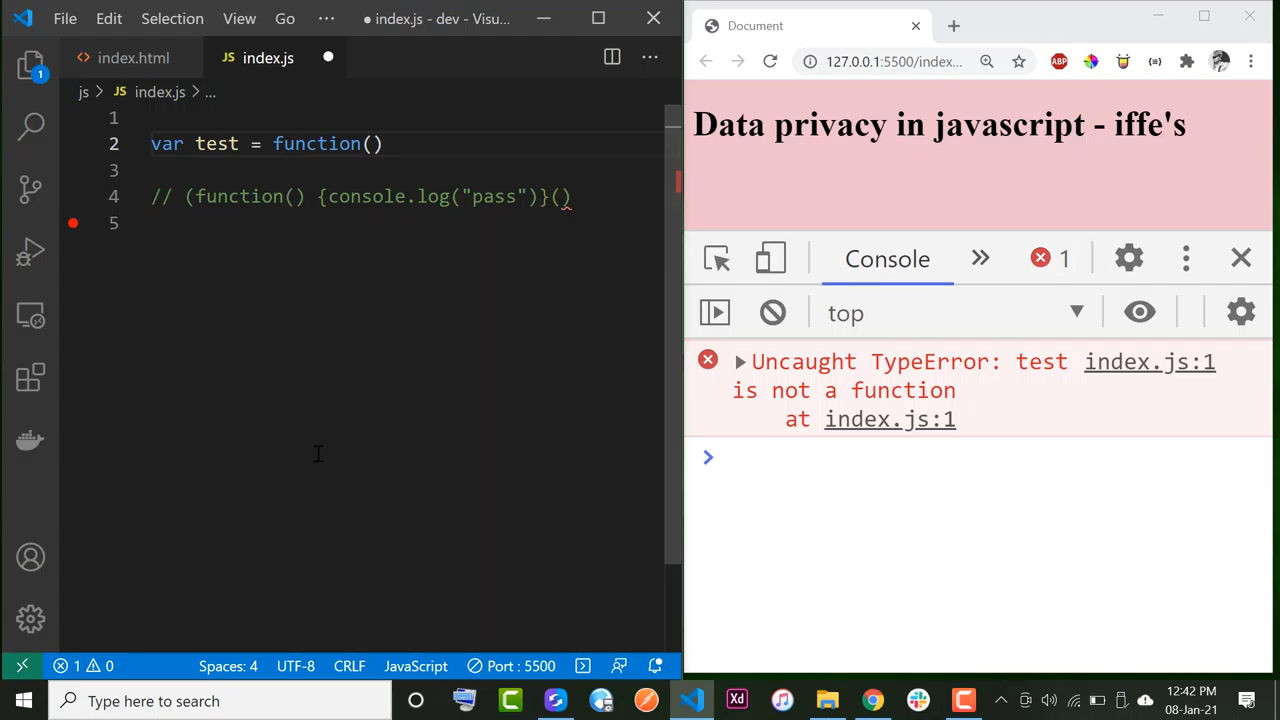 File Edit Selection View Go ··· ● index.js - dev - Visu...
index.html JS index.js
js > JS index.js > ...
1
2 var test = function()
3
4 // (function() {console.log("pass")}()
5
1
1 0 Spaces: 4 UTF-8 CRLF JavaScript Port : 5500
Document
127.0.0.1:5500/index... ABP
Data privacy in javascript - iffe's
Console » 1
top
Uncaught TypeError: test index.js:1
is not a function
at index.js:1
>
Type here to search
Xd
12:42 PM
08-Jan-21